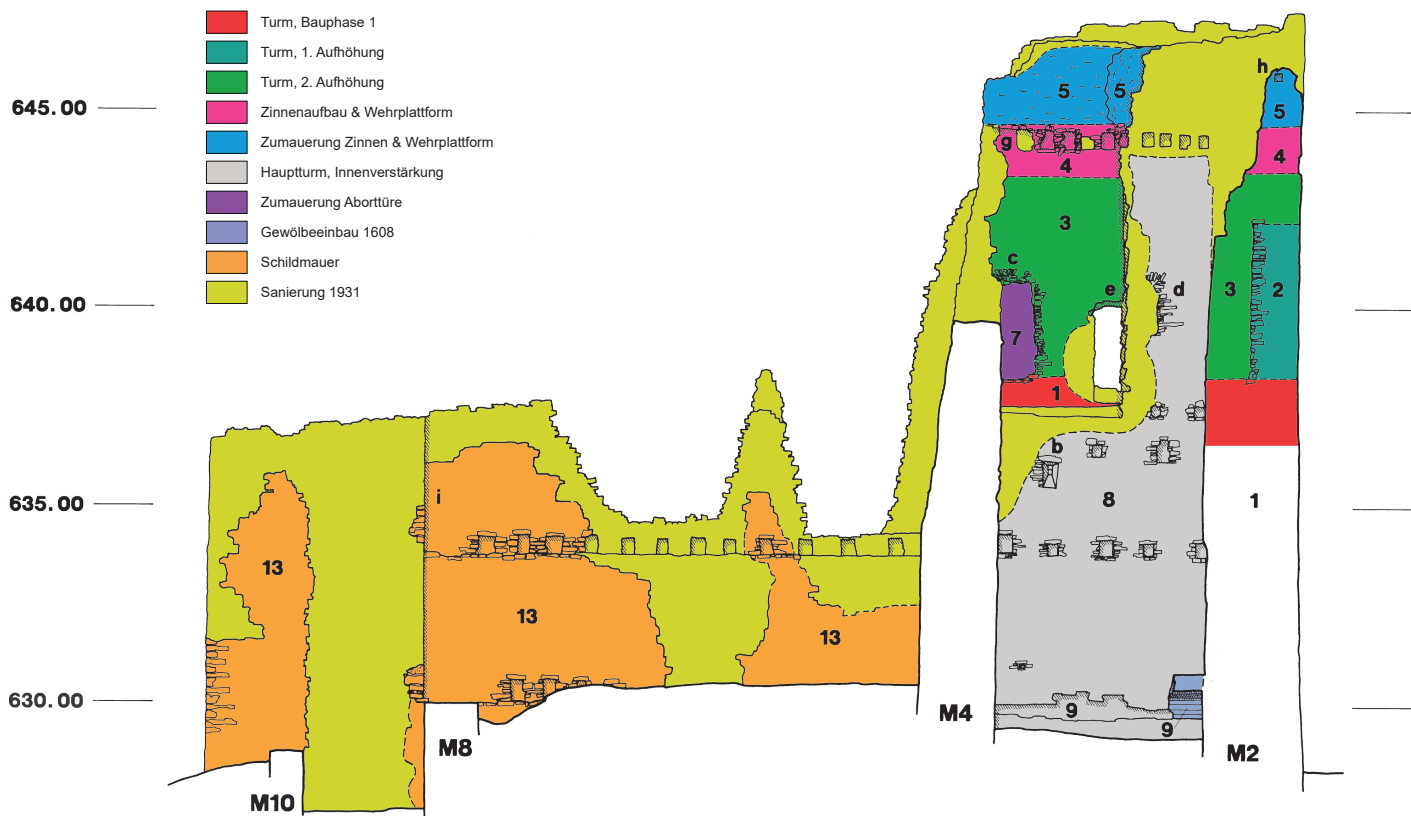 Turm, Bauphase 1
Turm, 1. Aufhöhung
Turm, 2. Aufhöhung
Zinnenaufbau & Wehrplattform
Zumauerung Zinnen & Wehrplattform
Hauptturm, Innenverstärkung
Zumauerung Aborttüre
Gewölbeeinbau 1608
Schildmauer
Sanierung 1931
645.00
640.00
635.00
630.00
h
5
5
5
g
4
4
3
c
e
d
3
2
7
1
b
i
8
1
13
13
13
9
9
M4
M8
M2
M10